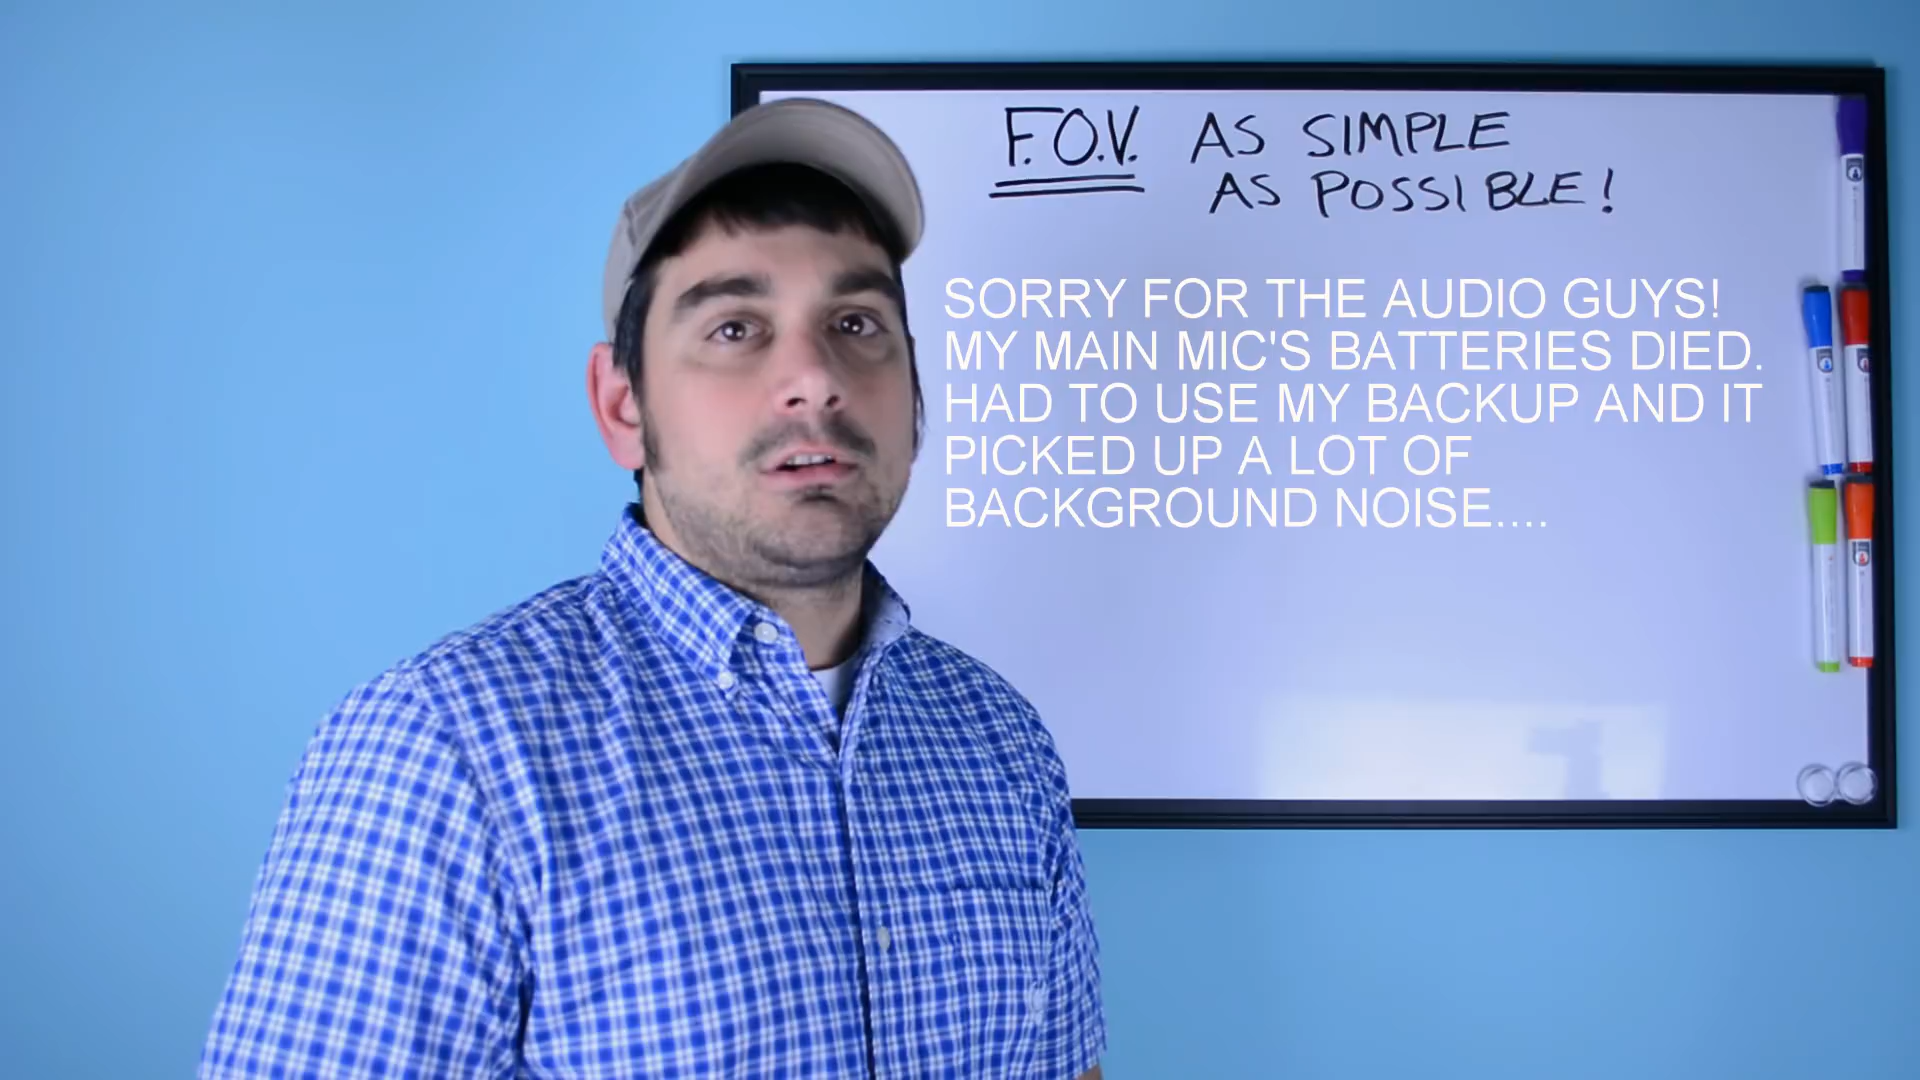 F.O.V. AS SIMPLE
AS POSSIBLE!
SORRY FOR THE AUDIO GUYS!
MY MAIN MIC'S BATTERIES DIED.
HAD TO USE MY BACKUP AND IT
PICKED UP A LOT OF
BACKGROUND NOISE....